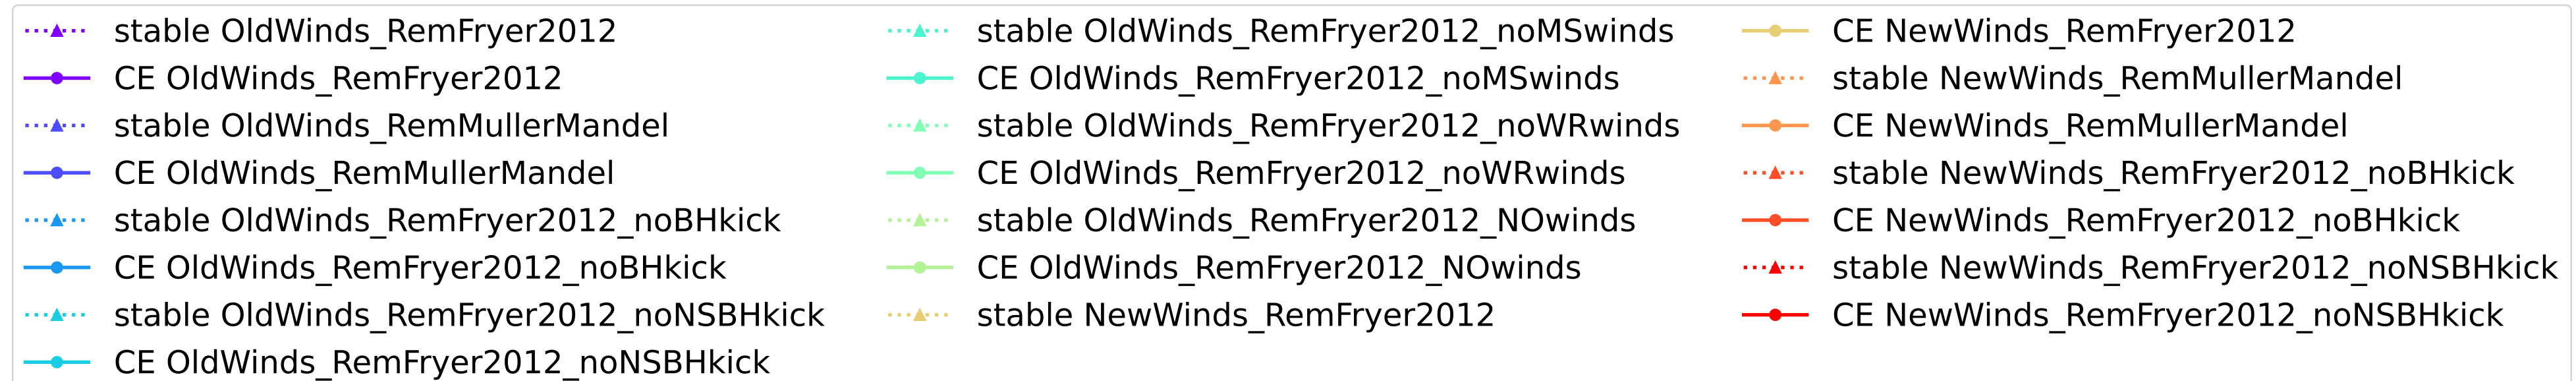 stable OldWinds_RemFryer2012
CE OldWinds_RemFryer2012
stable OldWinds_RemMullerMandel
CE OldWinds_RemMullerMandel
stable OldWinds_RemFryer2012_noBHkick
CE OldWinds_RemFryer2012_noBHkick
stable OldWinds_RemFryer2012_noNSBHkick
CE OldWinds_RemFryer2012_noNSBHkick
stable OldWinds_RemFryer2012_noMSwinds
CE OldWinds_RemFryer2012_noMSwinds
stable OldWinds_RemFryer2012_noWRwinds
CE OldWinds_RemFryer2012_noWRwinds
stable OldWinds_RemFryer2012_NOwinds
CE OldWinds_RemFryer2012_NOwinds
stable NewWinds_RemFryer2012
CE NewWinds_RemFryer2012
stable NewWinds_RemMullerMandel
CE NewWinds_RemMullerMandel
stable NewWinds_RemFryer2012_noBHkick
CE NewWinds_RemFryer2012_noBHkick
stable NewWinds_RemFryer2012_noNSBHkick
CE NewWinds_RemFryer2012_noNSBHkick